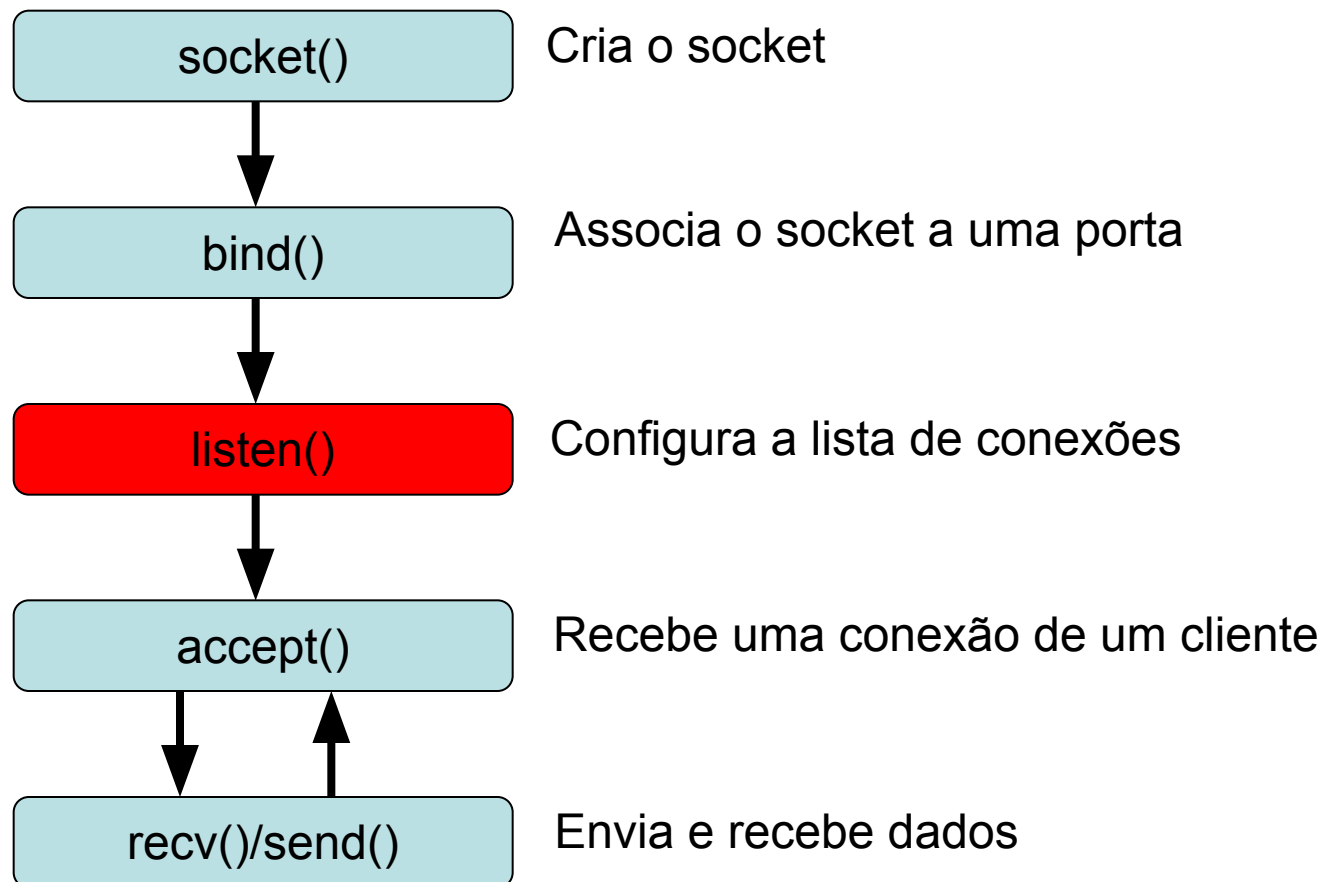 socket()
Cria o socket
bind()
Associa o socket a uma porta
listen()
Configura a lista de conexões
accept()
Recebe uma conexão de um cliente
recv()/send()
Envia e recebe dados